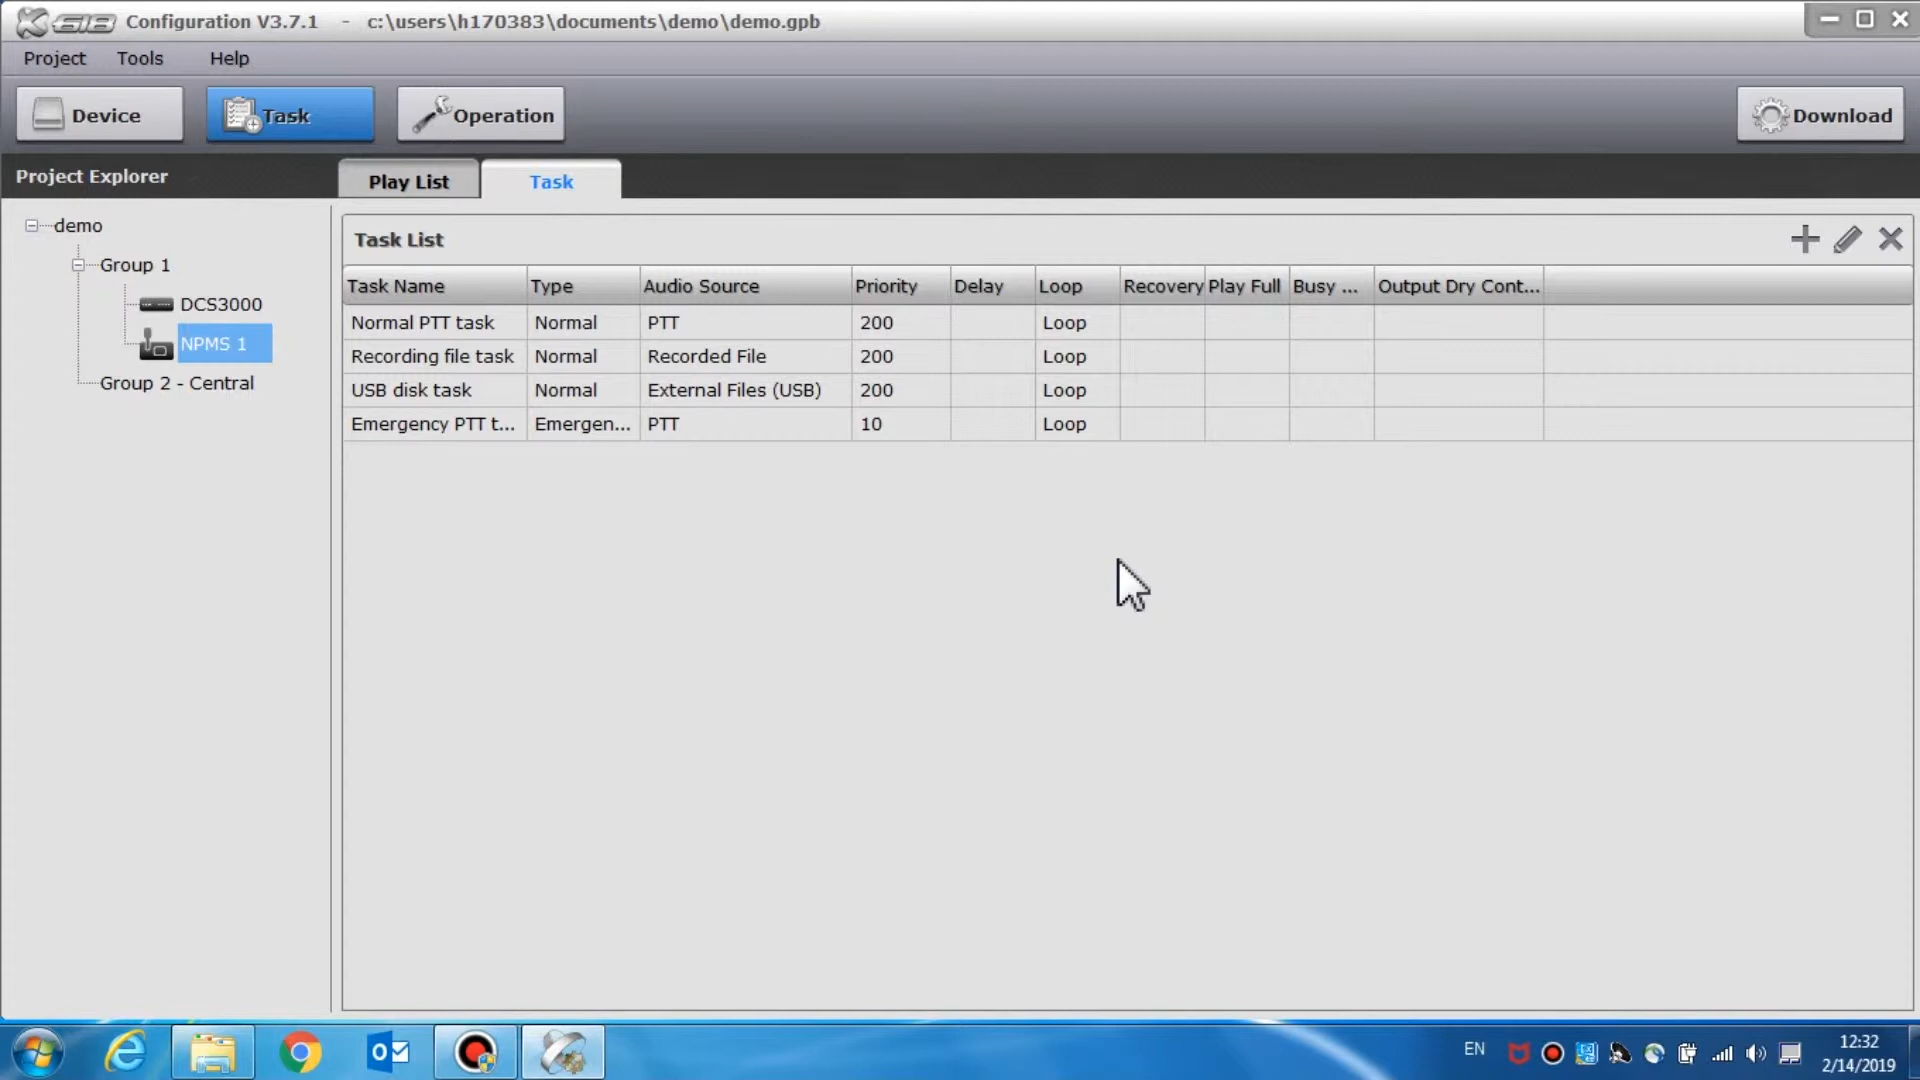 X-618 Configuration V3.7.1 - c:\users\h170383\documents\demo\demo.gpb
Project Tools Help
Device Task Operation Download
Project Explorer Play List Task
demo
Group 1
DCS3000
NPMS 1
Group 2 - Central
Task List
Task Name Type Audio Source Priority Delay Loop Recovery Play Full Busy ... Output Dry Cont...
Normal PTT task Normal PTT 200 Loop
Recording file task Normal Recorded File 200 Loop
USB disk task Normal External Files (USB) 200 Loop
Emergency PTT t... Emergen... PTT 10 Loop
EN 12:32
2/14/2019